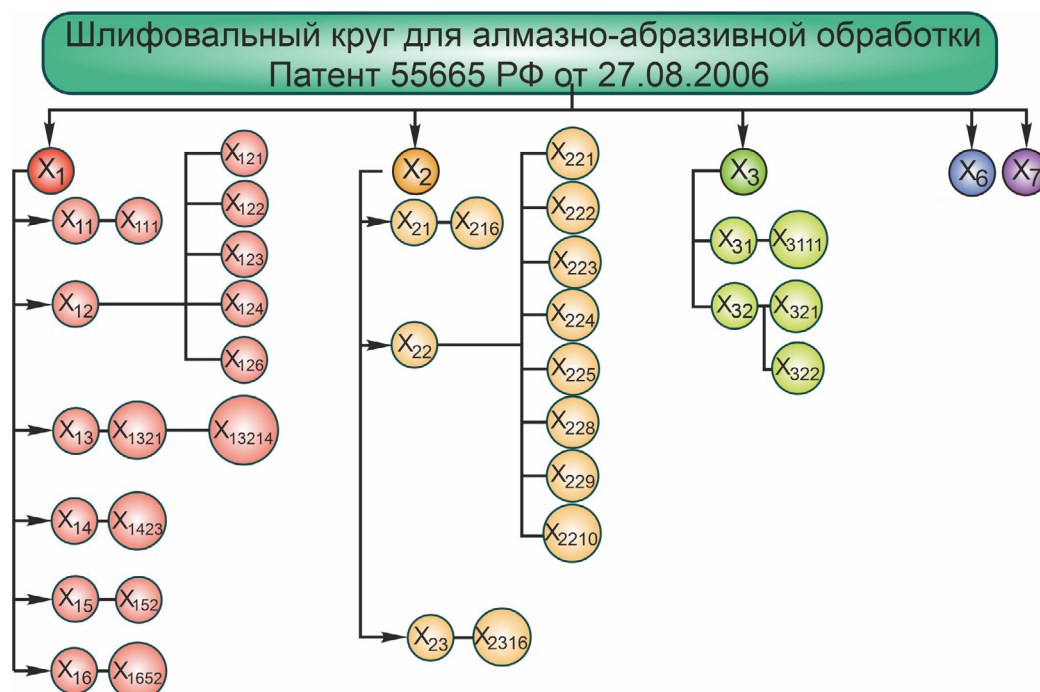 Шлифовальный круг для алмазно-абразивной обработки
Патент 55665 РФ от 27.08.2006
X1
X2
X3
X6
X7
X11
X111
X12
X121
X122
X123
X124
X126
X13
X1321
X13214
X14
X1423
X15
X152
X16
X1652
X21
X216
X22
X221
X222
X223
X224
X225
X228
X229
X2210
X23
X2316
X31
X3111
X32
X321
X322